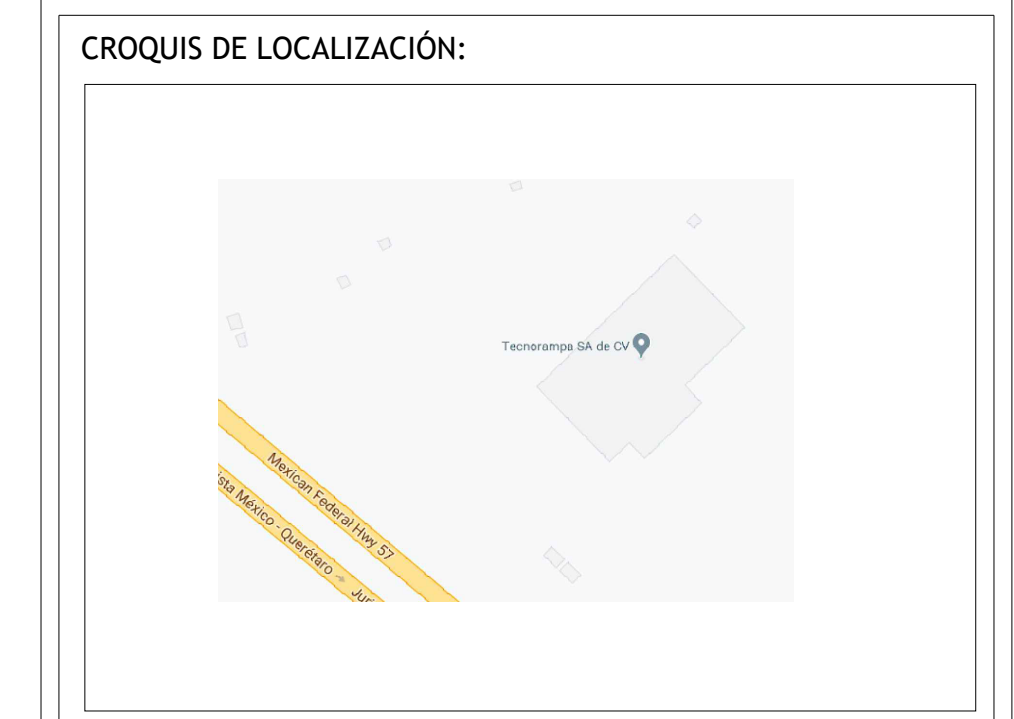 CROQUIS DE LOCALIZACIÓN:
Tecnorampa SA de CV
Mexican Federal Hwy 57
México - Querétaro